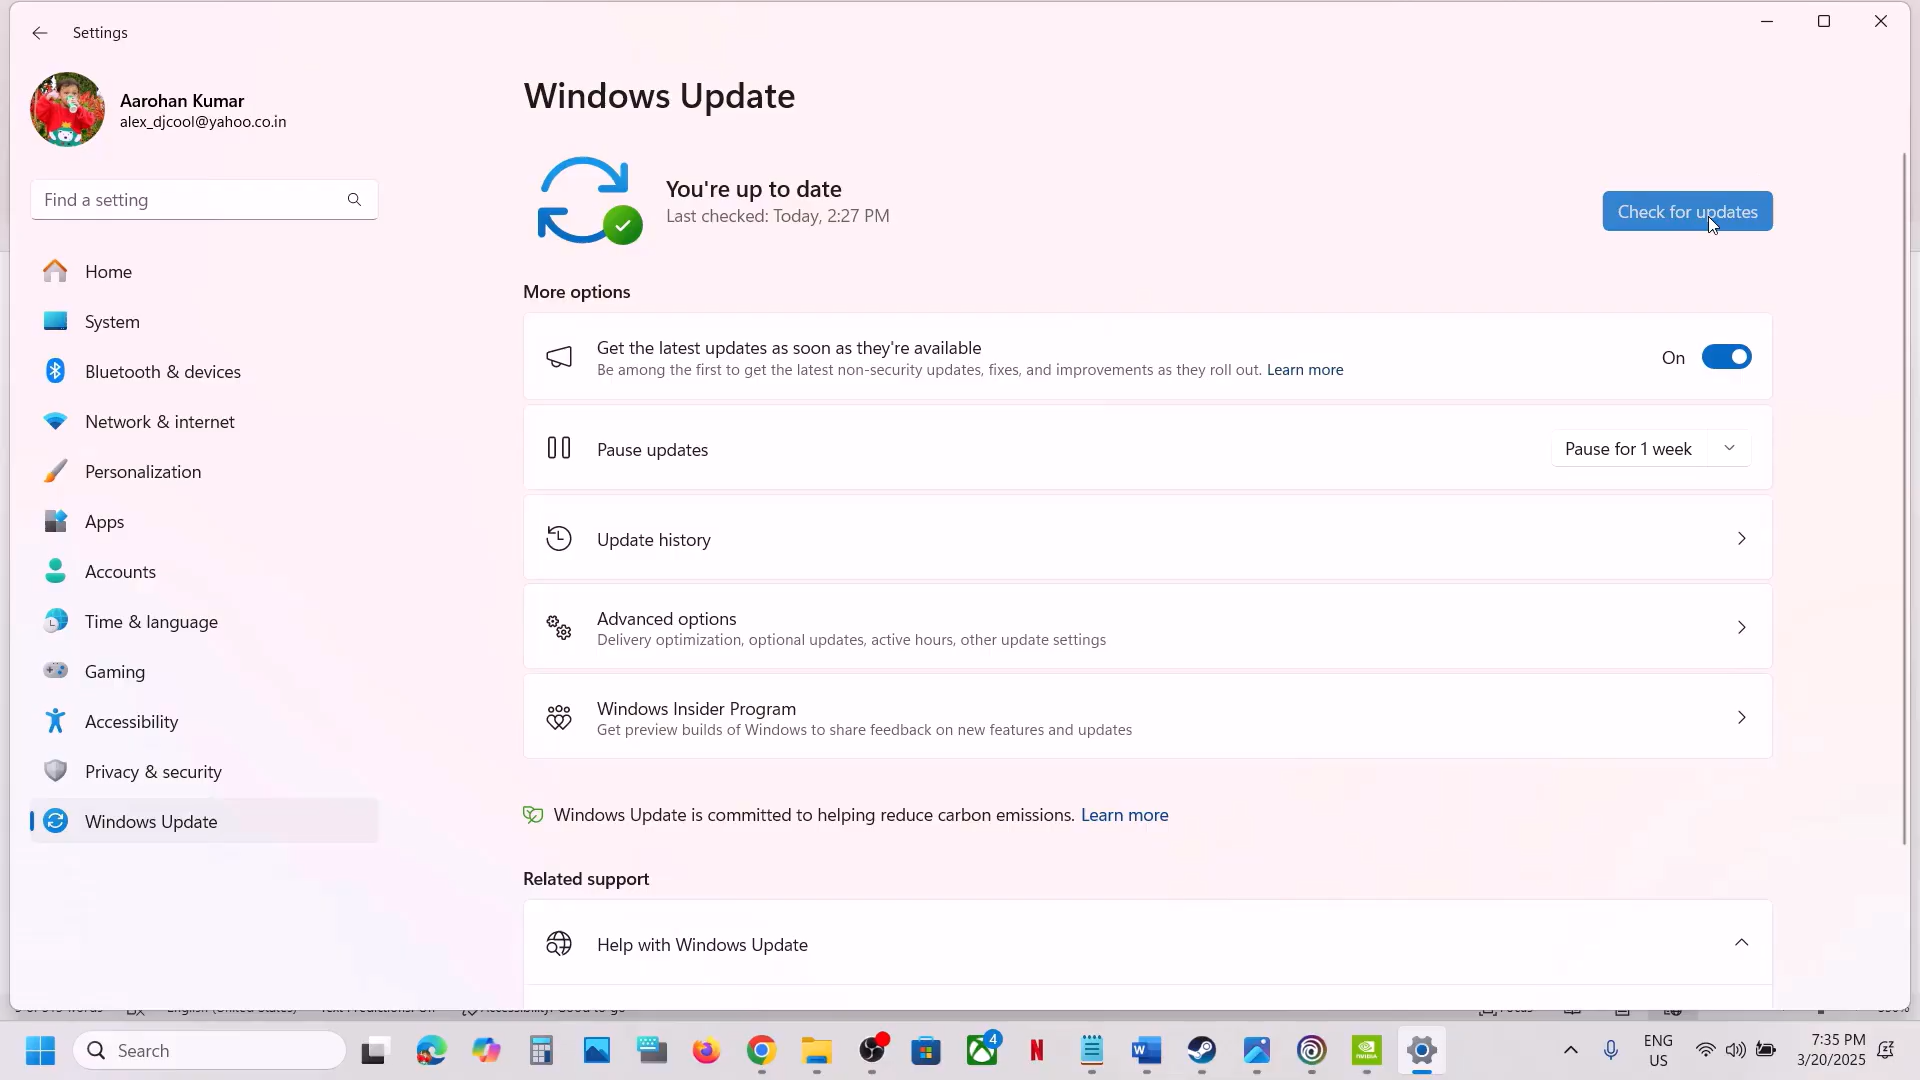 Settings
Aarohan Kumar
alex_djcool@yahoo.co.in
Find a setting
Home
System
Bluetooth & devices
Network & internet
Personalization
Apps
Accounts
Time & language
Gaming
Accessibility
Privacy & security
Windows Update
Windows Update
You're up to date
Last checked: Today, 2:27 PM
Check for updates
More options
Get the latest updates as soon as they're available
Be among the first to get the latest non-security updates, fixes, and improvements as they roll out. Learn more
On
Pause updates
Pause for 1 week
Update history
Advanced options
Delivery optimization, optional updates, active hours, other update settings
Windows Insider Program
Get preview builds of Windows to share feedback on new features and updates
Windows Update is committed to helping reduce carbon emissions. Learn more
Related support
Help with Windows Update
Search
4
ENG
US
7:35 PM
3/20/2025